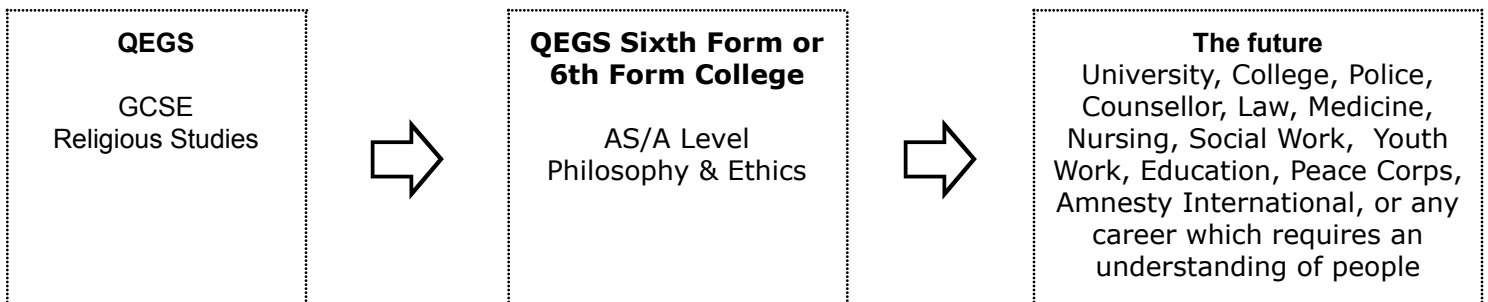 QEGS
GCSE
Religious Studies
QEGS Sixth Form or
6th Form College
AS/A Level
Philosophy & Ethics
The future
University, College, Police,
Counsellor, Law, Medicine,
Nursing, Social Work, Youth
Work, Education, Peace Corps,
Amnesty International, or any
career which requires an
understanding of people